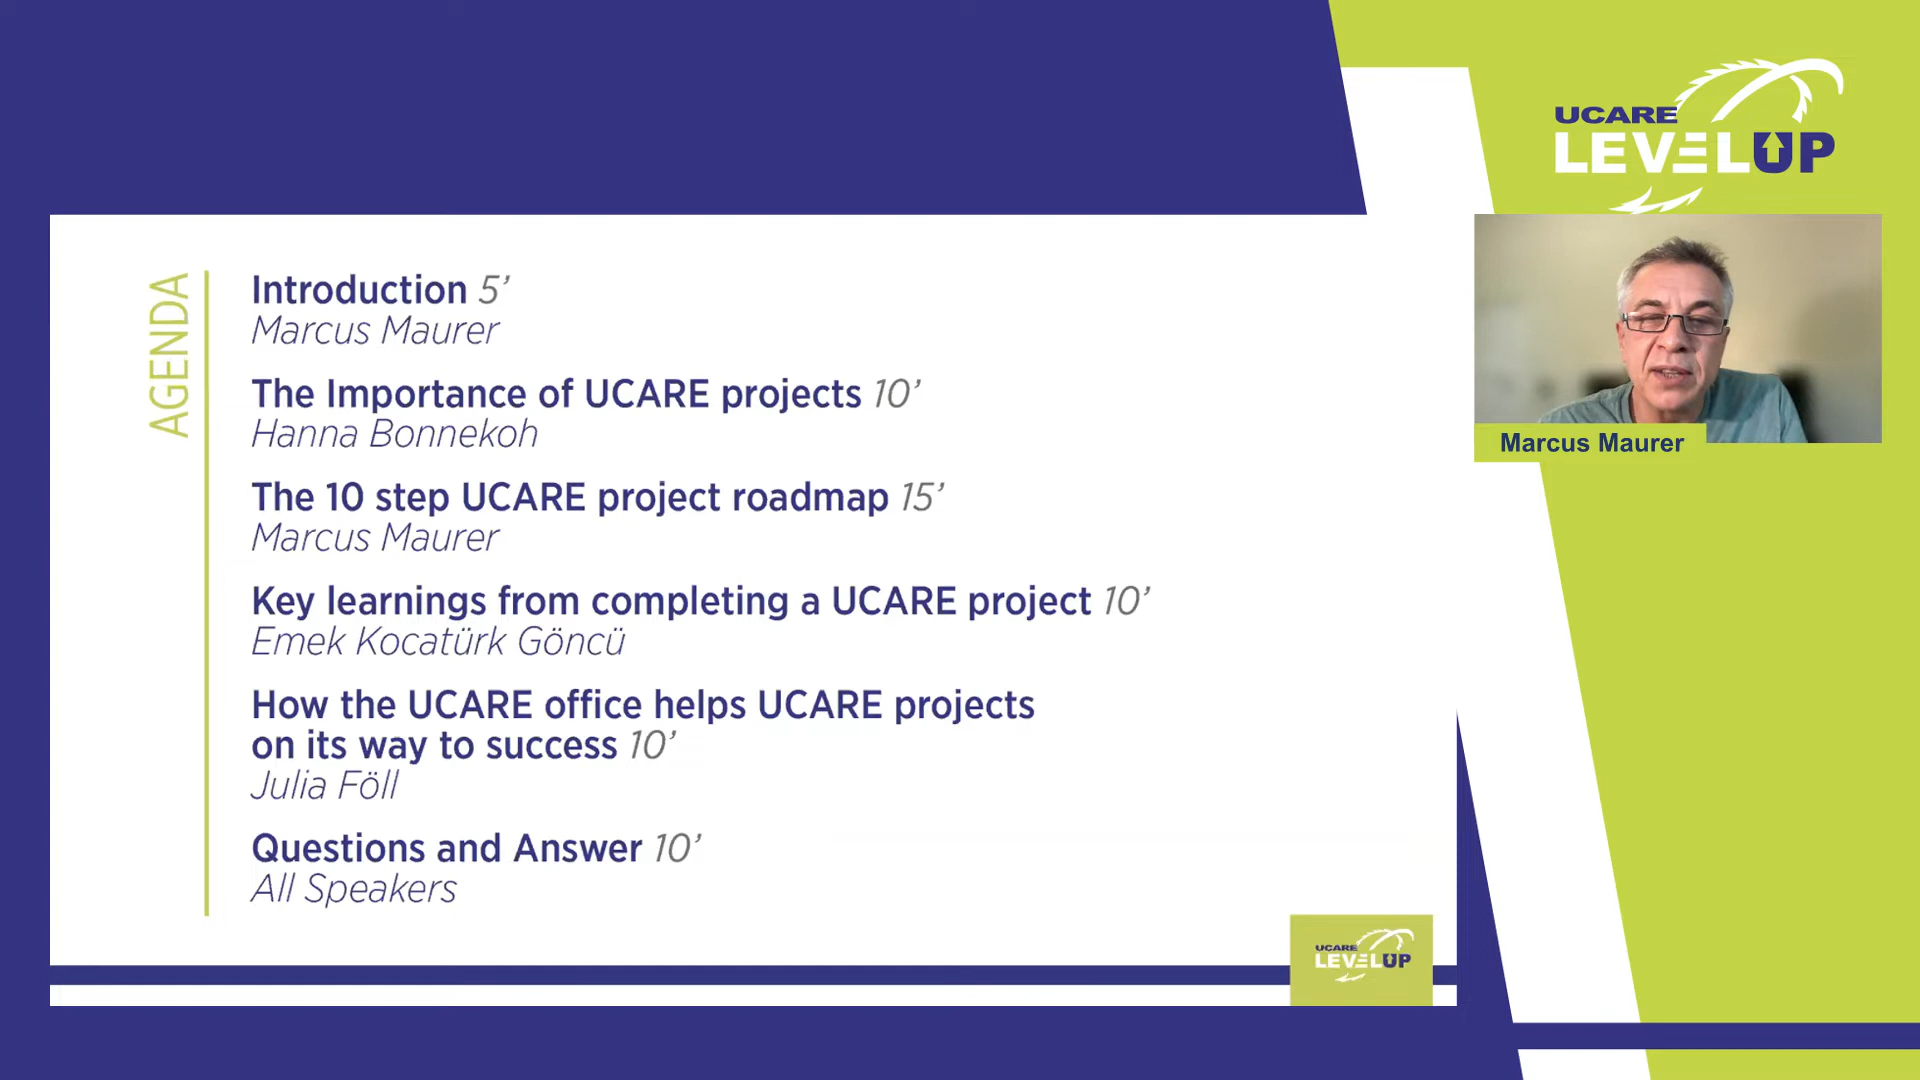 UCARE
LEVELUP
AGENDA
Introduction 5’
Marcus Maurer
The Importance of UCARE projects 10’
Hanna Bonnekoh
The 10 step UCARE project roadmap 15’
Marcus Maurer
Key learnings from completing a UCARE project 10’
Emek Kocatürk Göncü
How the UCARE office helps UCARE projects
on its way to success 10’
Julia Föll
Questions and Answer 10’
All Speakers
Marcus Maurer
UCARE
LEVELUP